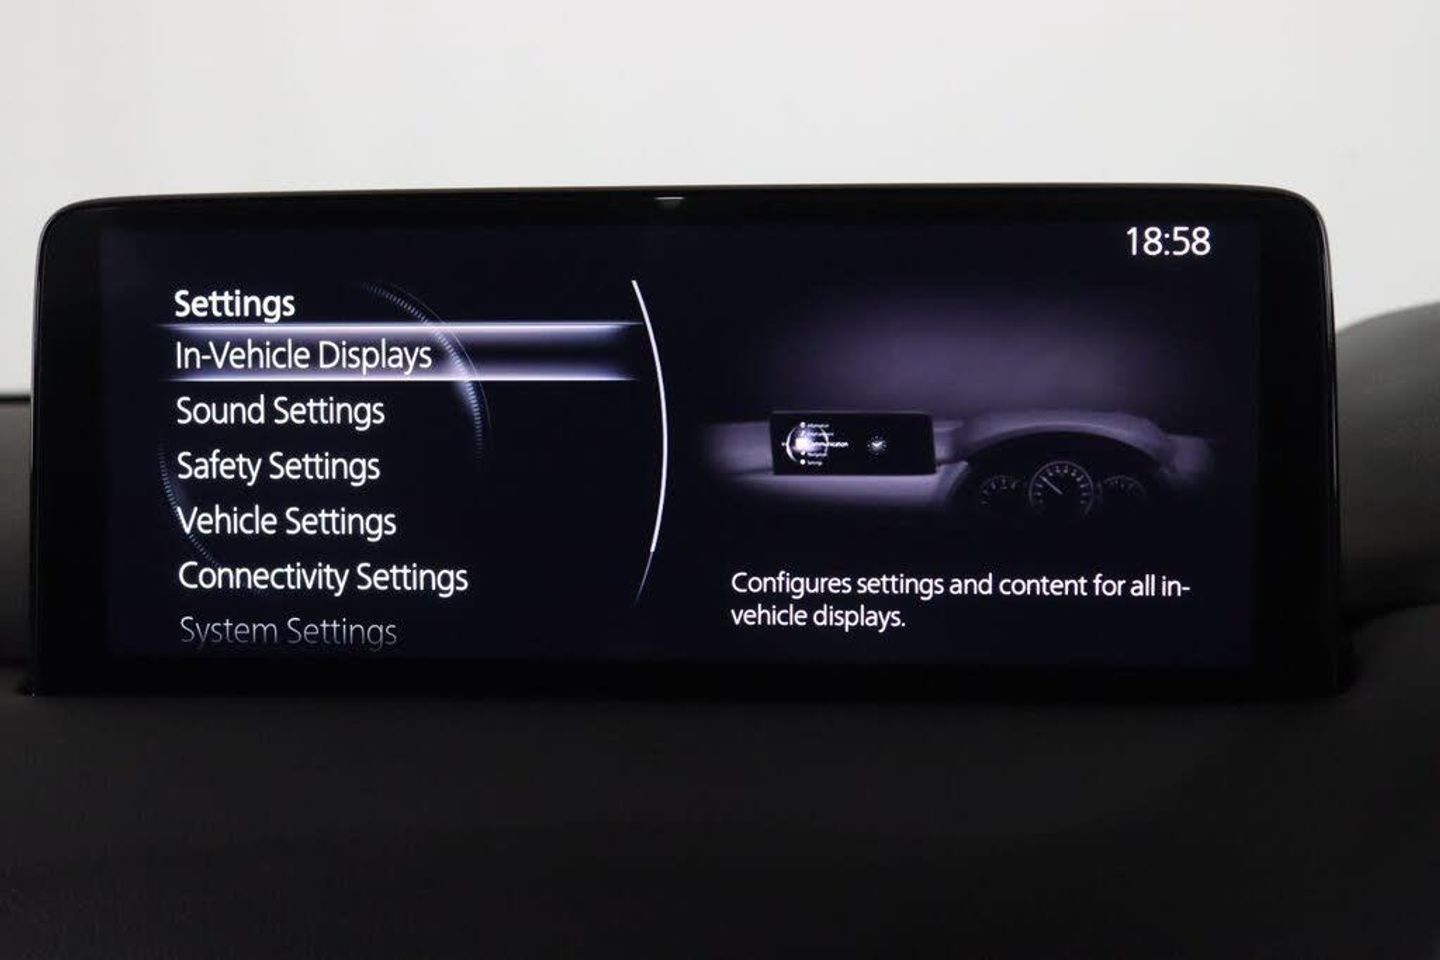 18:58
Settings
In-Vehicle Displays
Sound Settings
Safety Settings
Vehicle Settings
Connectivity Settings
System Settings
Configures settings and content for all in-
vehicle displays.